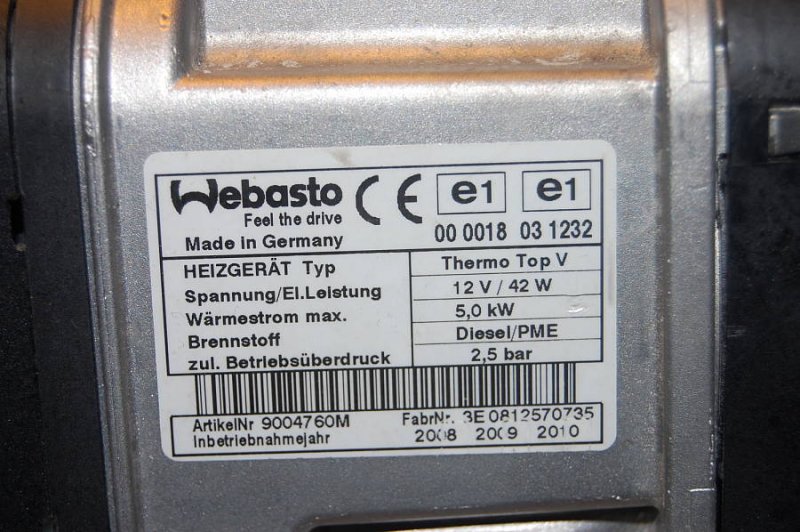 Webasto
Feel the drive
CE e1 e1
Made in Germany 00 0018 03 1232
HEIZGERÄT Typ Thermo Top V
Spannung/El.Leistung 12 V / 42 W
Wärmestrom max. 5,0 kW
Brennstoff Diesel/PME
zul. Betriebsüberdruck 2,5 bar
ArtikelNr 9004760M FabrNr. 3E0812570735
Inbetriebnahmejahr 2008 2009 2010